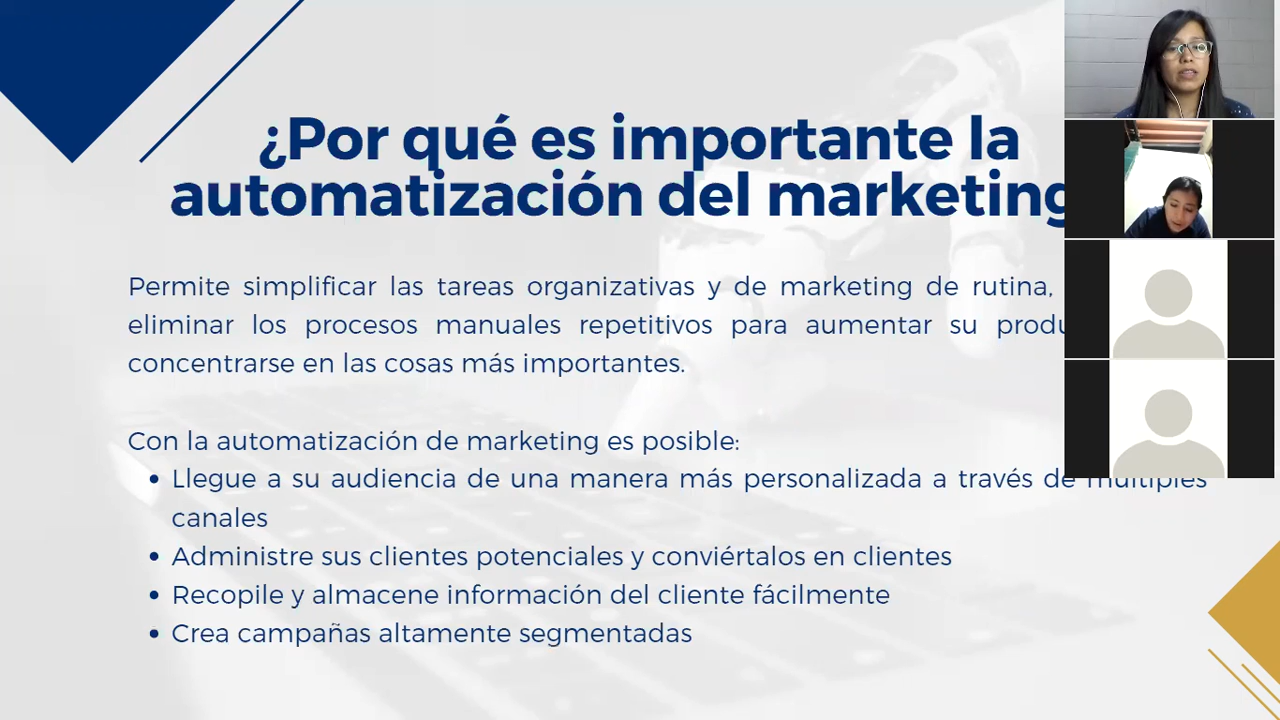 ¿Por qué es importante la
automatización del marketing
Permite simplificar las tareas organizativas y de marketing de rutina,
eliminar los procesos manuales repetitivos para aumentar su
concentrarse en las cosas más importantes.
Con la automatización de marketing es posible:
• Llegue a su audiencia de una manera más personalizada a través de múltiples
canales
• Administre sus clientes potenciales y conviértalos en clientes
• Recopile y almacene información del cliente fácilmente
• Crea campañas altamente segmentadas